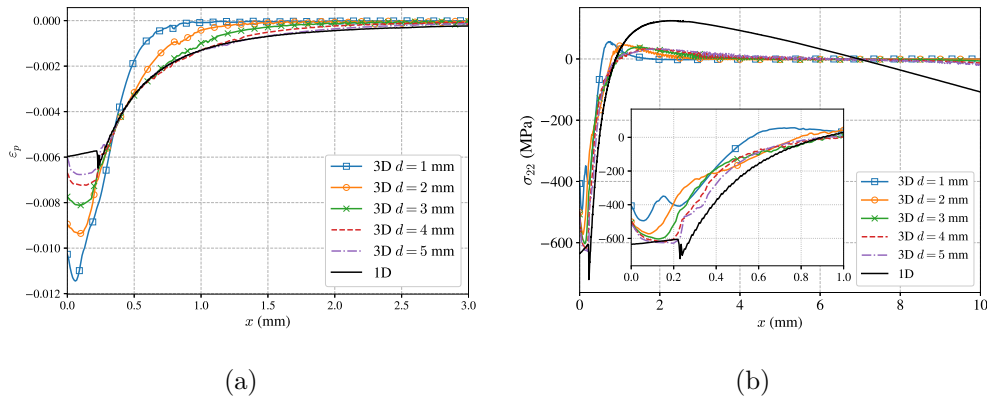 0.000
−0.002
−0.004
−0.006
−0.008
−0.010
−0.012
0.0
0.5
1.0
1.5
2.0
2.5
3.0
εp
x (mm)
3D d = 1 mm
3D d = 2 mm
3D d = 3 mm
3D d = 4 mm
3D d = 5 mm
1D
(a)
0
−200
−400
−600
0
2
4
6
8
10
σ22 (MPa)
x (mm)
0
−200
−400
−600
0.0
0.2
0.4
0.6
0.8
1.0
3D d = 1 mm
3D d = 2 mm
3D d = 3 mm
3D d = 4 mm
3D d = 5 mm
1D
(b)